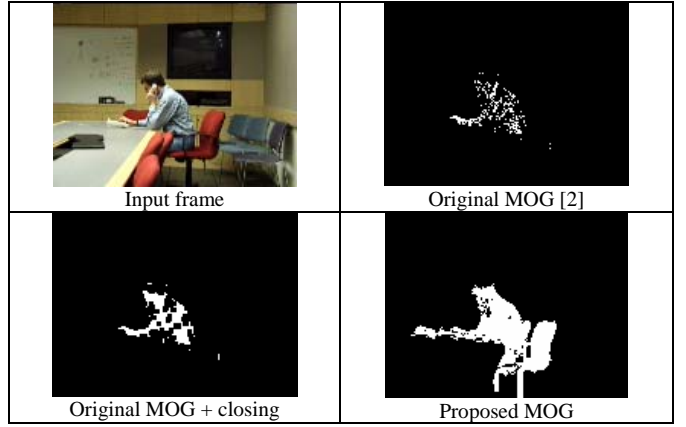 Input frame
Original MOG [2]
Original MOG + closing
Proposed MOG